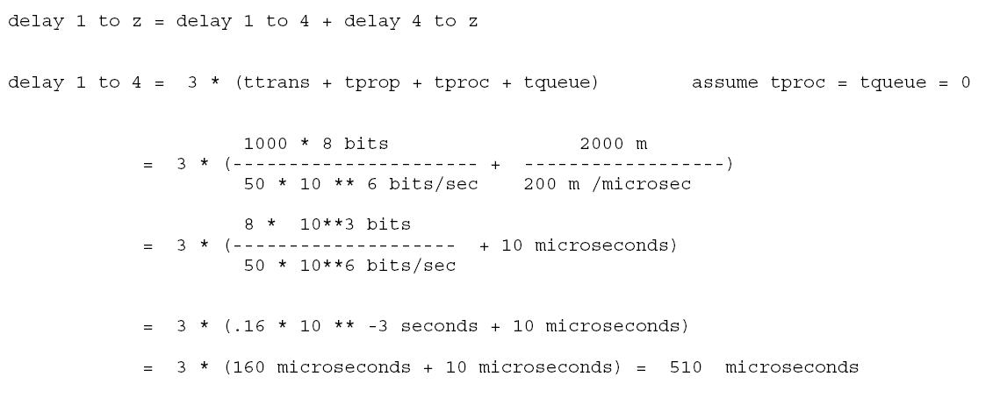 delay 1 to z = delay 1 to 4 + delay 4 to z
delay 1 to 4 = 3 * (ttrans + tprop + tproc + tqueue) assume tproc = tqueue = 0
1000 * 8 bits 2000 m
= 3 * (---------------------- + ------------------)
50 * 10 ** 6 bits/sec 200 m /microsec
8 * 10**3 bits
= 3 * (-------------------- + 10 microseconds)
50 * 10**6 bits/sec
= 3 * (.16 * 10 ** -3 seconds + 10 microseconds)
= 3 * (160 microseconds + 10 microseconds) = 510 microseconds